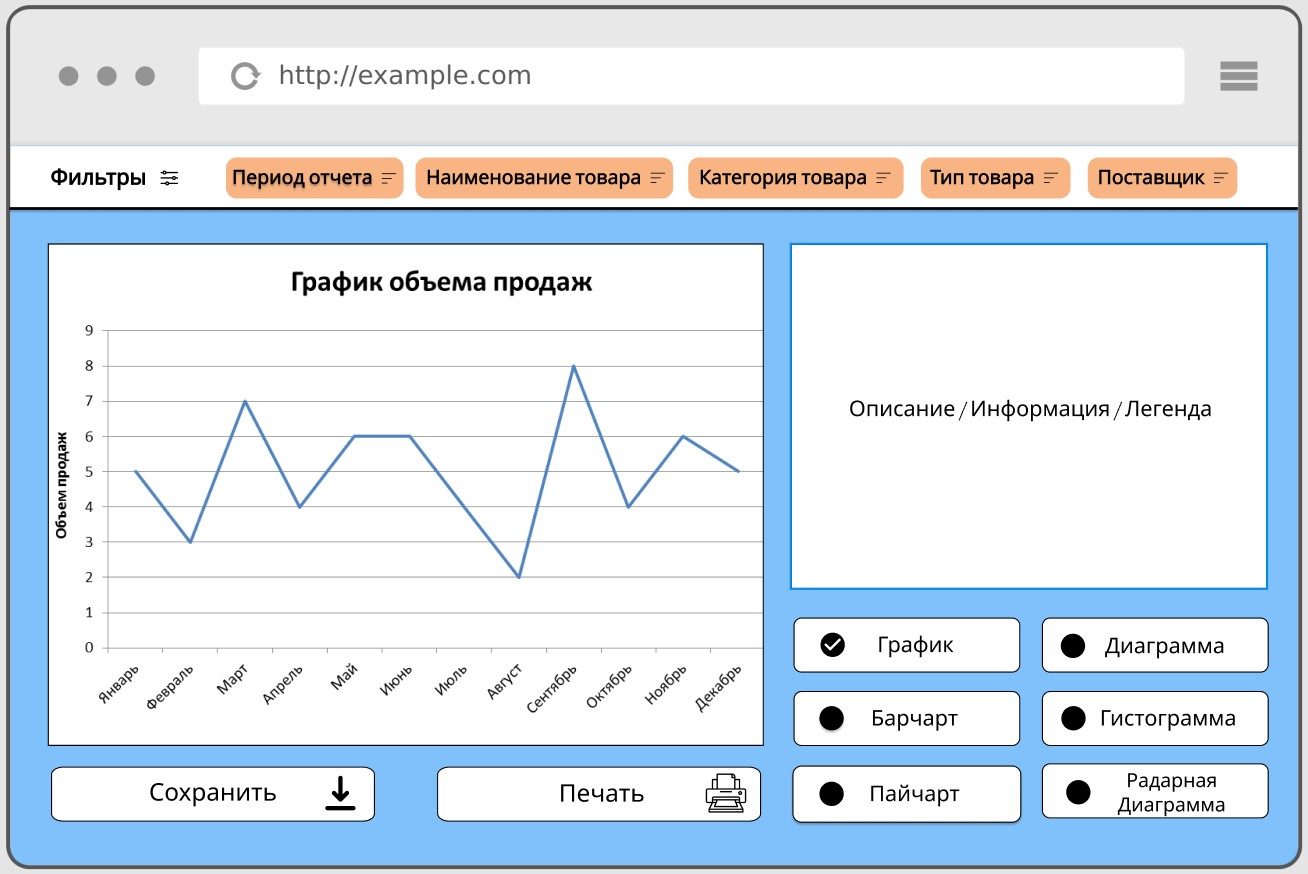 http://example.com
Фильтры
Период отчета
Наименование товара
Категория товара
Тип товара
Поставщик
График объема продаж
Объем продаж
9
8
7
6
5
4
3
2
1
0
Январь
Февраль
Март
Апрель
Май
Июнь
Июль
Август
Сентябрь
Октябрь
Ноябрь
Декабрь
Описание/Информация/Легенда
График
Диаграмма
Барчарт
Гистограмма
Пайчарт
Радарная
Диаграмма
Сохранить
Печать